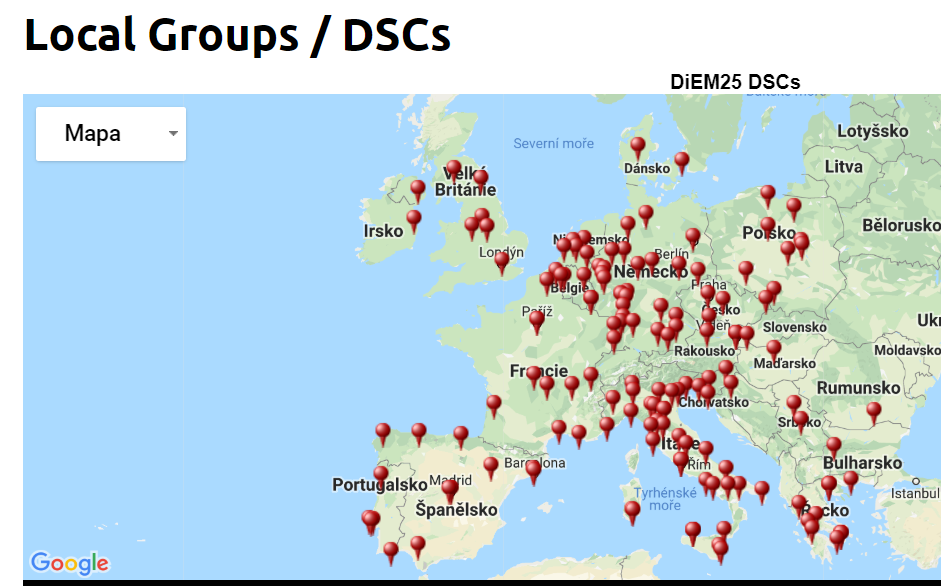 Local Groups / DSCs
DiEM25 DSCs
Mapa
Severní moře
Lotyšsko
Litva
Dánsko
Velká
Británie
Irsko
Londýn
Polsko
Bělorusko
Berlín
Německo
Belgie
Praha
Česko
Paříž
Vídeň
Slovensko
Ukr
Rakousko
Maďarsko
Moldavsko
Francie
Rumunsko
Chorvatsko
Srbsko
Itálie
Řím
Bulharsko
Barcelona
Madrid
Portugalsko
Španělsko
Istanbul
Tyrhénské
moře
Řecko
Google